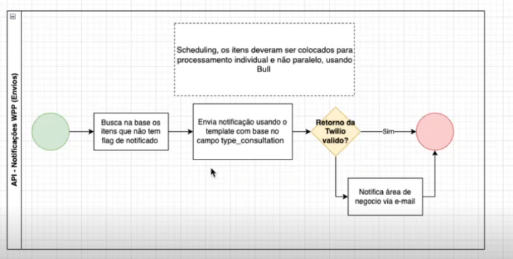 API - Notificações WPP (Envios)
Scheduling, os itens deveram ser colocados para
processamento individual e não paralelo, usando
Bull
Busca na base os
itens que não tem
flag de notificado
Envia notificação usando o
template com base no
campo type_consultation
Retorno da
Twilio
valido?
Sim
Notifica área de
negocio via e-mail